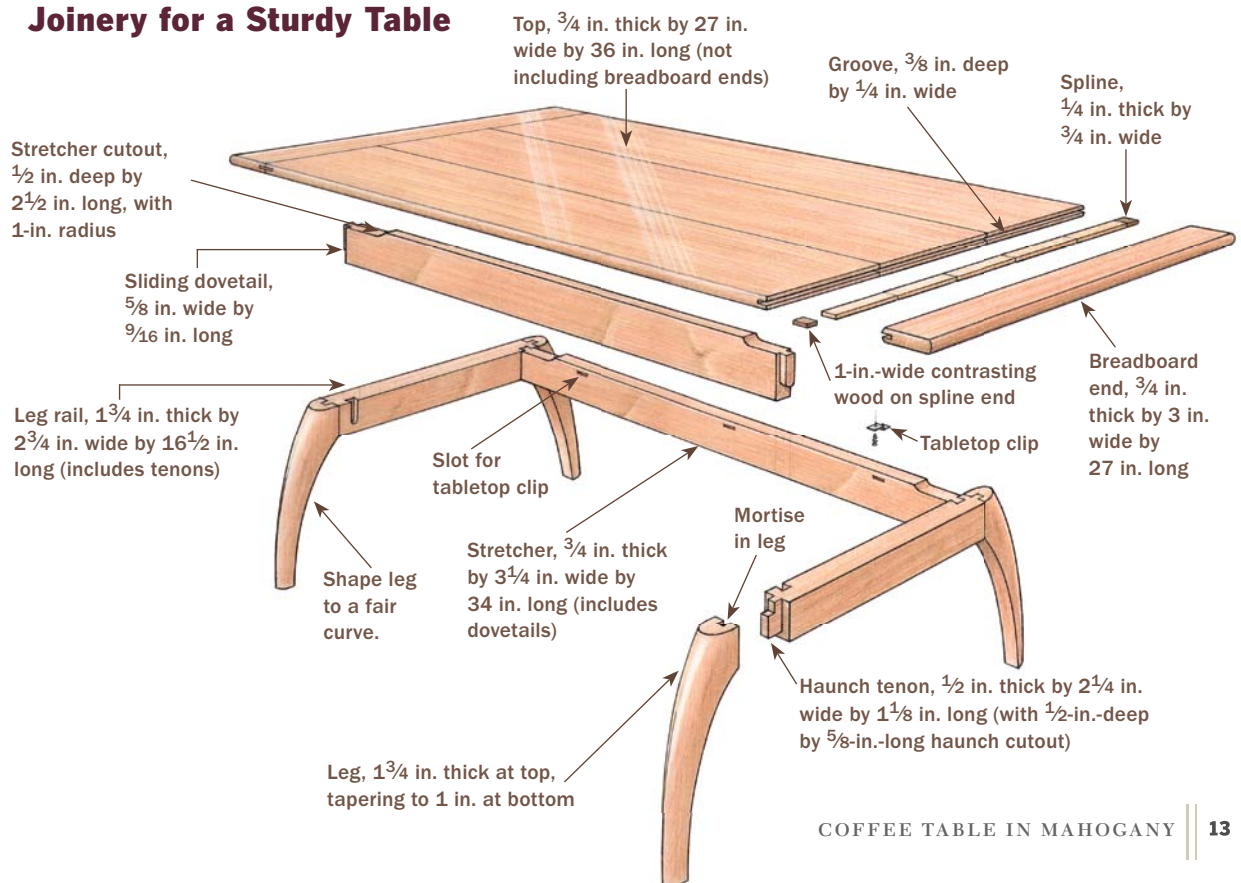 Joinery for a Sturdy Table
Top, 3⁄4 in. thick by 27 in.
wide by 36 in. long (not
including breadboard ends)
Groove, 3⁄8 in. deep
by 1⁄4 in. wide
Spline,
1⁄4 in. thick by
3⁄4 in. wide
Stretcher cutout,
1⁄2 in. deep by
21⁄2 in. long, with
1-in. radius
Sliding dovetail,
5⁄8 in. wide by
9⁄16 in. long
Leg rail, 13⁄4 in. thick by
23⁄4 in. wide by 161⁄2 in.
long (includes tenons)
Slot for
tabletop clip
1-in.-wide contrasting
wood on spline end
Tabletop clip
Breadboard
end, 3⁄4 in.
thick by 3 in.
wide by
27 in. long
Shape leg
to a fair
curve.
Stretcher, 3⁄4 in. thick
by 31⁄4 in. wide by
34 in. long (includes
dovetails)
Mortise
in leg
Haunch tenon, 1⁄2 in. thick by 21⁄4 in.
wide by 11⁄8 in. long (with 1⁄2-in.-deep
by 5⁄8-in.-long haunch cutout)
Leg, 13⁄4 in. thick at top,
tapering to 1 in. at bottom
COFFEE TABLE IN MAHOGANY 13